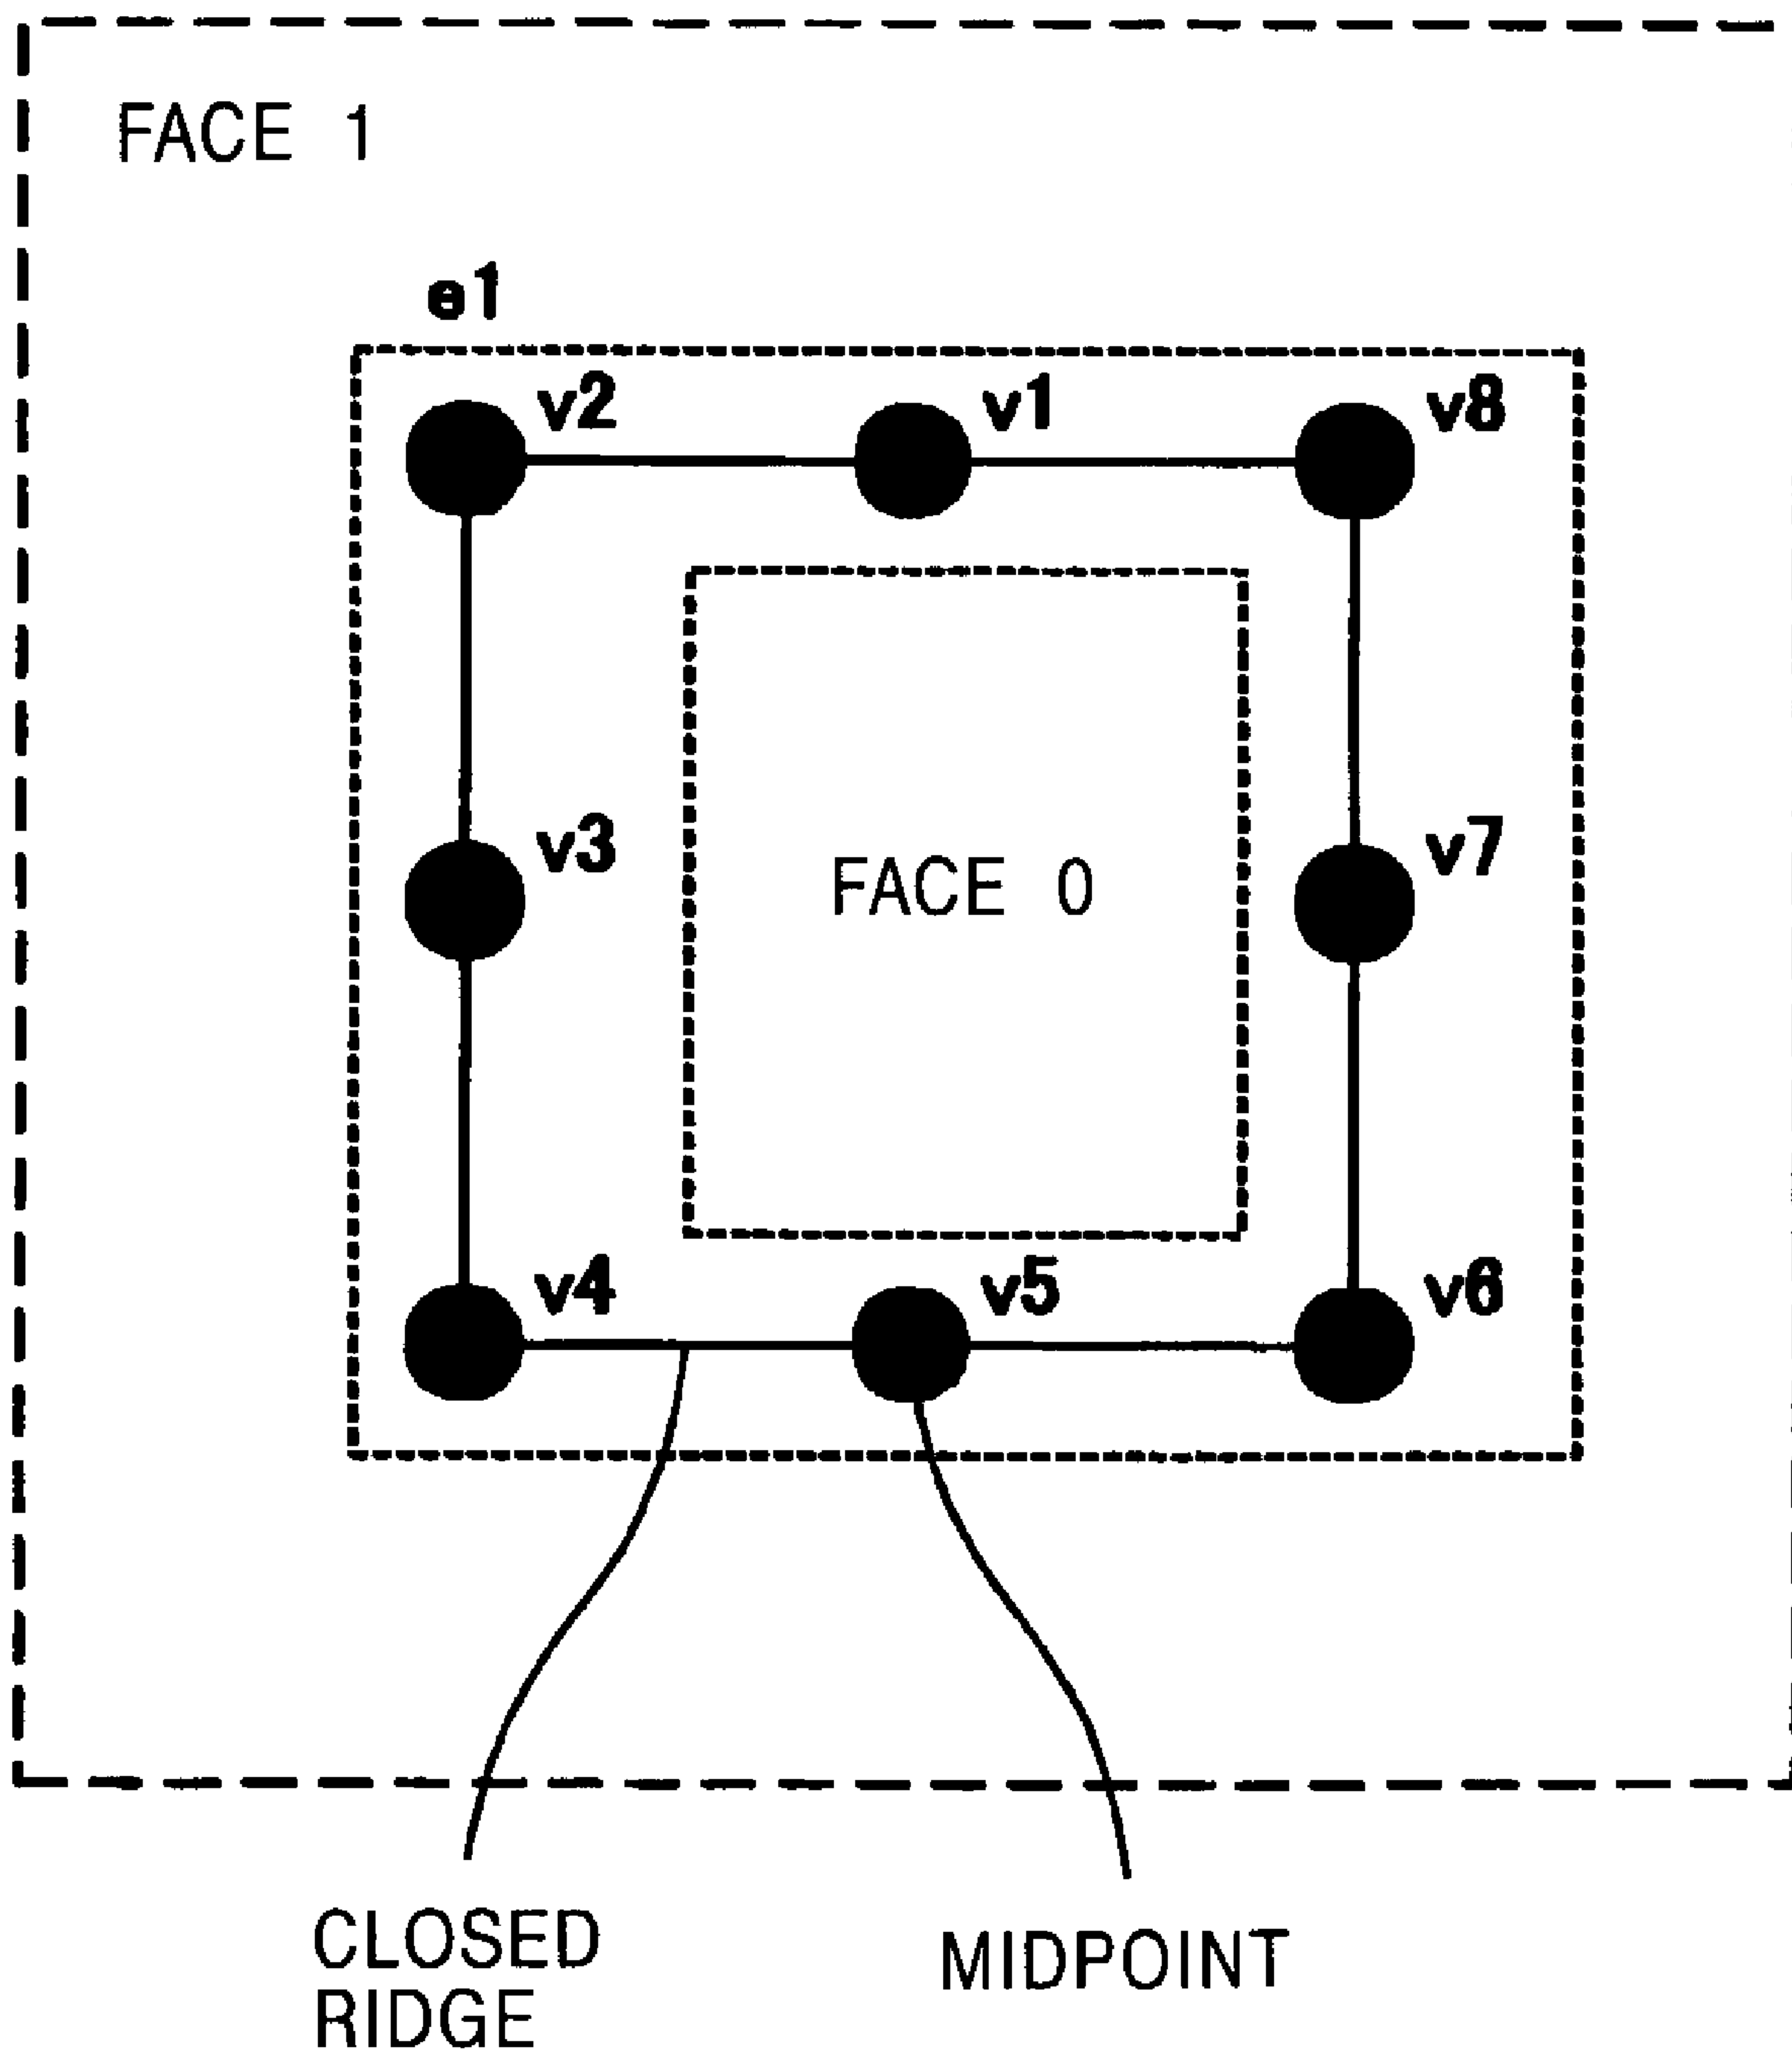 FACE 1
e1
v2
v1
v8
v3
FACE 0
v7
v4
v5
v6
CLOSED
RIDGE
MIDPOINT